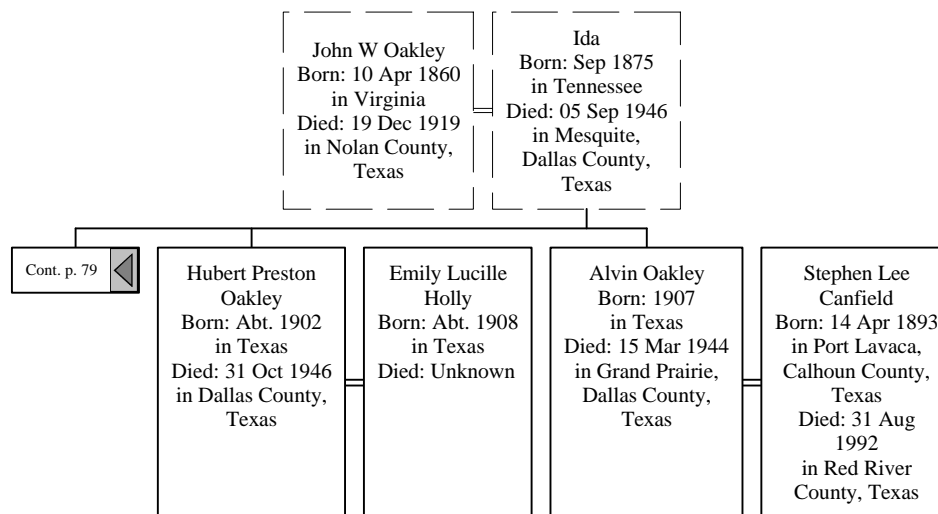 John W Oakley
Born: 10 Apr 1860
in Virginia
Died: 19 Dec 1919
in Nolan County,
Texas
Ida
Born: Sep 1875
in Tennessee
Died: 05 Sep 1946
in Mesquite,
Dallas County,
Texas
Cont. p. 79
Hubert Preston
Oakley
Born: Abt. 1902
in Texas
Died: 31 Oct 1946
in Dallas County,
Texas
Emily Lucille
Holly
Born: Abt. 1908
in Texas
Died: Unknown
Alvin Oakley
Born: 1907
in Texas
Died: 15 Mar 1944
in Grand Prairie,
Dallas County,
Texas
Stephen Lee
Canfield
Born: 14 Apr 1893
in Port Lavaca,
Calhoun County,
Texas
Died: 31 Aug
1992
in Red River
County, Texas